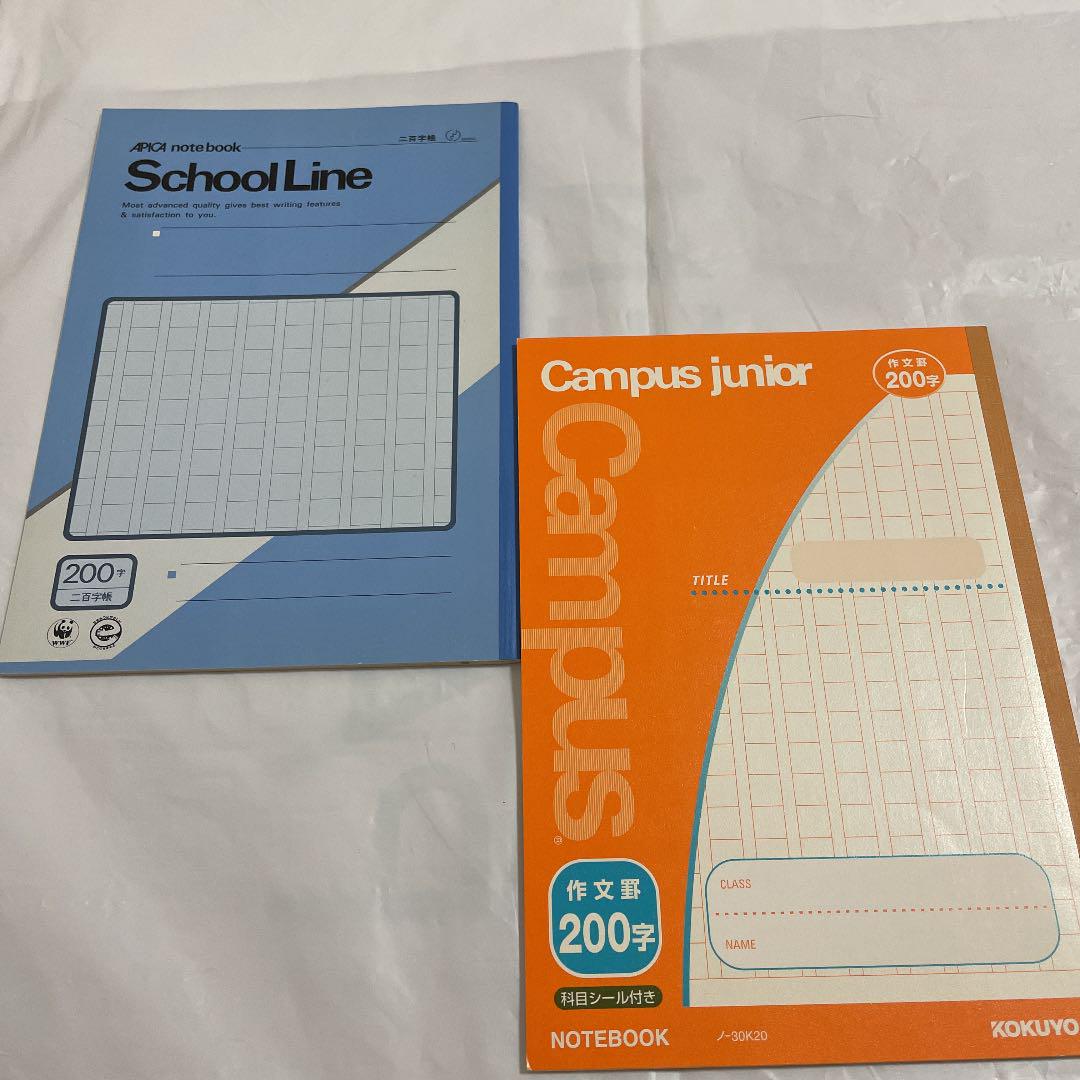 APICA note book
二百字帳
School Line
Most advanced quality gives best writing features
& satisfaction to you.
200字
二百字帳
WWF
Campus junior
作文罫
200字
Campus
®
TITLE
CLASS
NAME
作文罫
200字
科目シール付き
NOTEBOOK
ノ-30K20
KOKUYO